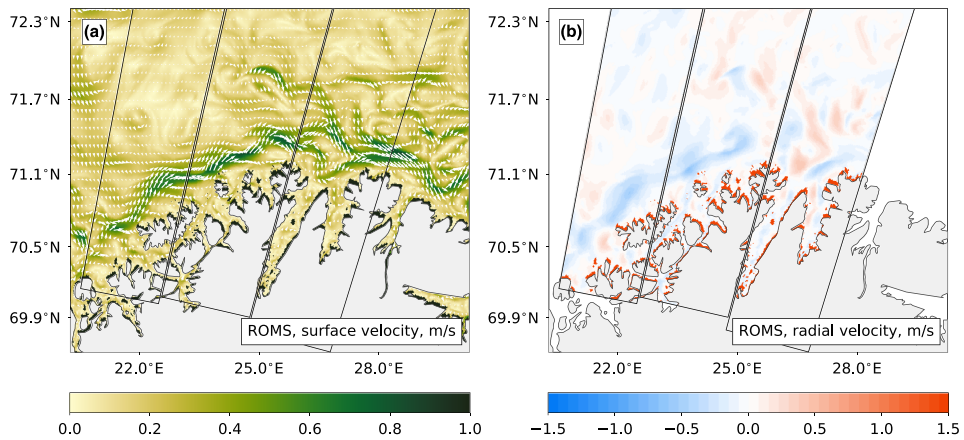 (a)
72.3°N
71.7°N
71.1°N
70.5°N
69.9°N
22.0°E 25.0°E 28.0°E
ROMS, surface velocity, m/s
0.0 0.2 0.4 0.6 0.8 1.0
(b)
72.3°N
71.7°N
71.1°N
70.5°N
69.9°N
22.0°E 25.0°E 28.0°E
ROMS, radial velocity, m/s
−1.5 −1.0 −0.5 0.0 0.5 1.0 1.5